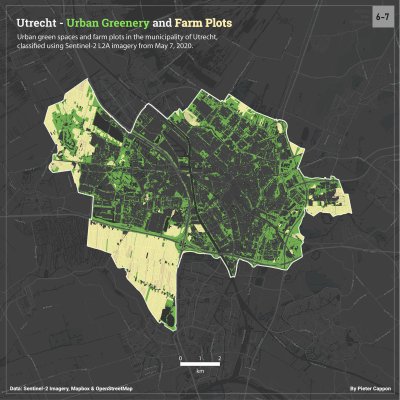 Utrecht - Urban Greenery and Farm Plots
6-7
Urban green spaces and farm plots in the municipality of Utrecht,
classified using Sentinel-2 L2A imagery from May 7, 2020.
0 1 2
km
Data: Sentinel-2 Imagery, Mapbox & OpenStreetMap
By Pieter Cappon